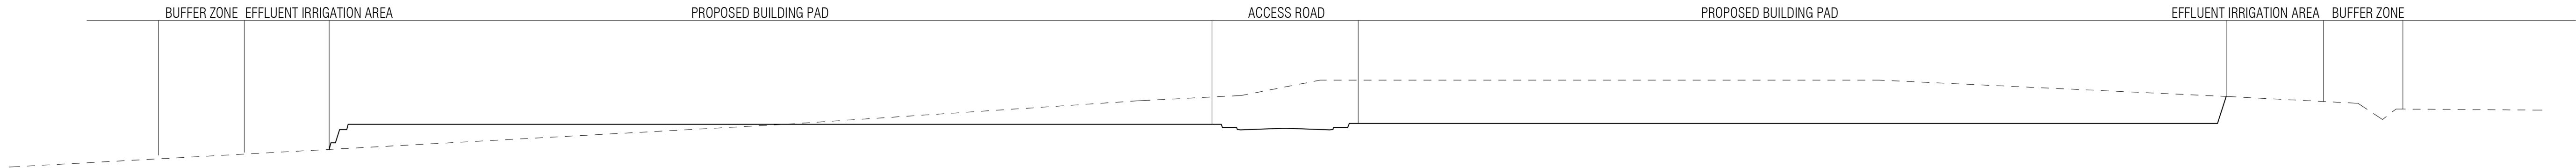 BUFFER ZONE EFFLUENT IRRIGATION AREA PROPOSED BUILDING PAD ACCESS ROAD PROPOSED BUILDING PAD EFFLUENT IRRIGATION AREA BUFFER ZONE